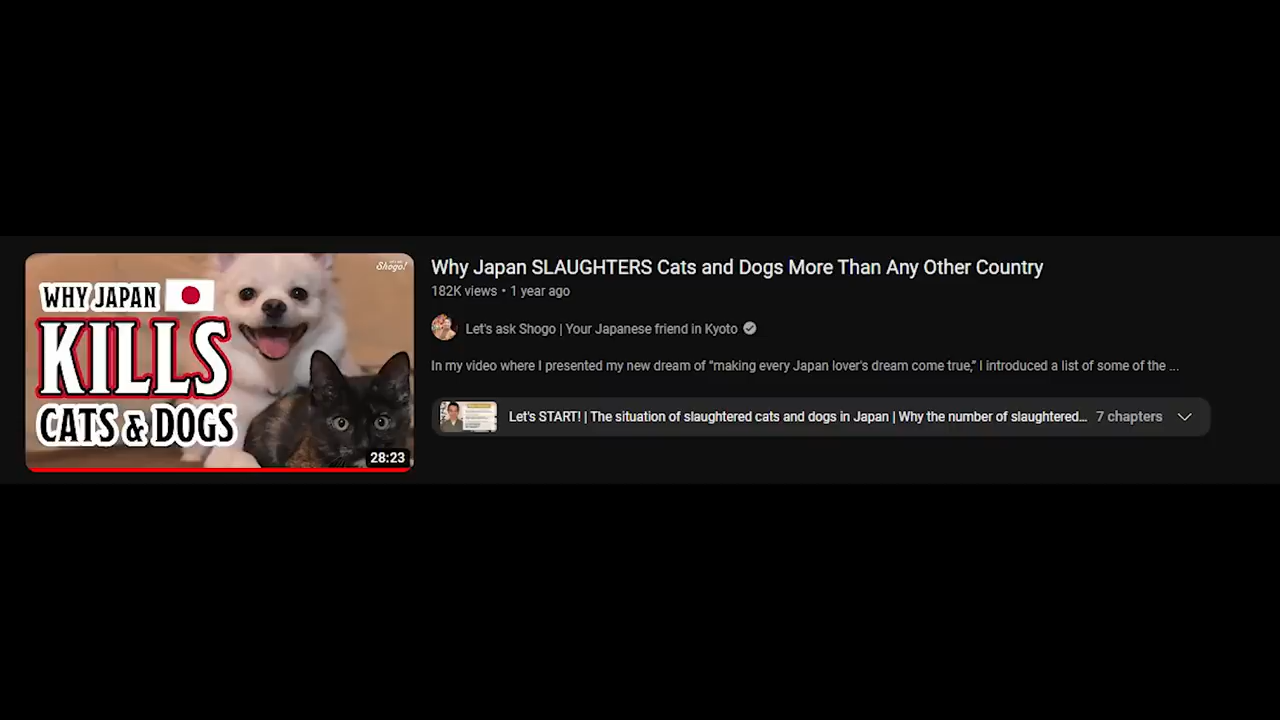 WHY JAPAN
KILLS
CATS & DOGS
Shogo!
28:23
Why Japan SLAUGHTERS Cats and Dogs More Than Any Other Country
182K views • 1 year ago
Let's ask Shogo | Your Japanese friend in Kyoto
In my video where I presented my new dream of "making every Japan lover's dream come true," I introduced a list of some of the ...
Let's START! | The situation of slaughtered cats and dogs in Japan | Why the number of slaughtered... 7 chapters